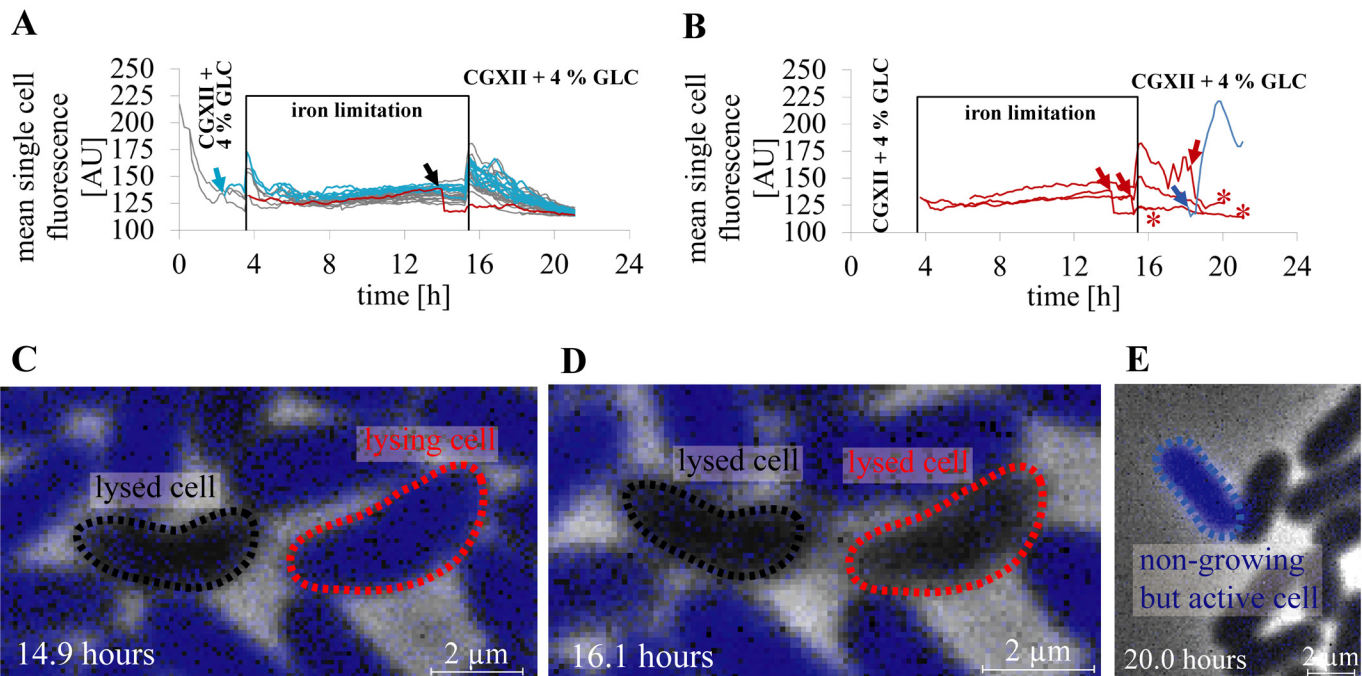 A
mean single cell
fluorescence
[AU]
250
225
200
175
150
125
100
CGXII +
4 % GLC
iron limitation
CGXII + 4 % GLC
0
4
8
12
16
20
24
time [h]
B
mean single cell
fluorescence
[AU]
250
225
200
175
150
125
100
CGXII + 4 % GLC
iron limitation
CGXII + 4 % GLC
*
*
*
0
4
8
12
16
20
24
time [h]
C
lysed cell
lysing cell
14.9 hours
2 µm
D
lysed cell
lysed cell
16.1 hours
2 µm
E
non-growing
but active cell
20.0 hours
2 µm